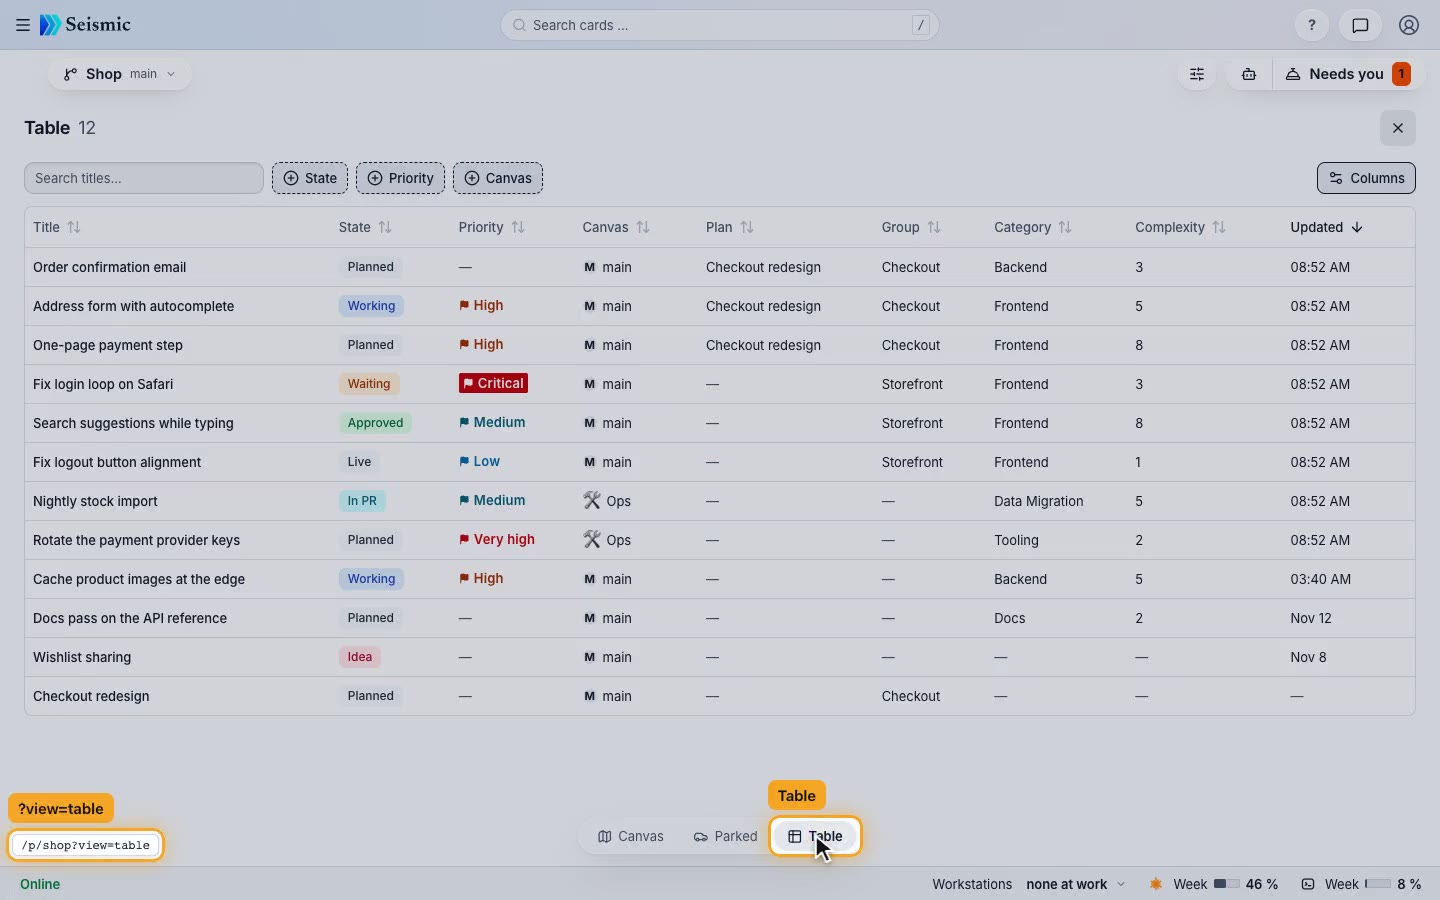 Seismic
Search cards ... /
?
Shop main
Needs you 1
Table 12
Search titles...
State
Priority
Canvas
Columns
Title State Priority Canvas Plan Group Category Complexity Updated
Order confirmation email Planned — M main Checkout redesign Checkout Backend 3 08:52 AM
Address form with autocomplete Working High M main Checkout redesign Checkout Frontend 5 08:52 AM
One-page payment step Planned High M main Checkout redesign Checkout Frontend 8 08:52 AM
Fix login loop on Safari Waiting Critical M main — Storefront Frontend 3 08:52 AM
Search suggestions while typing Approved Medium M main — Storefront Frontend 8 08:52 AM
Fix logout button alignment Live Low M main — Storefront Frontend 1 08:52 AM
Nightly stock import In PR Medium Ops — — Data Migration 5 08:52 AM
Rotate the payment provider keys Planned Very high Ops — — Tooling 2 08:52 AM
Cache product images at the edge Working High M main — — Backend 5 03:40 AM
Docs pass on the API reference Planned — M main — — Docs 2 Nov 12
Wishlist sharing Idea — M main — — — — Nov 8
Checkout redesign Planned — M main — Checkout — — —
?view=table
/p/shop?view=table
Table
Canvas
Parked
Table
Online
Workstations none at work
Week 46 %
Week 8 %